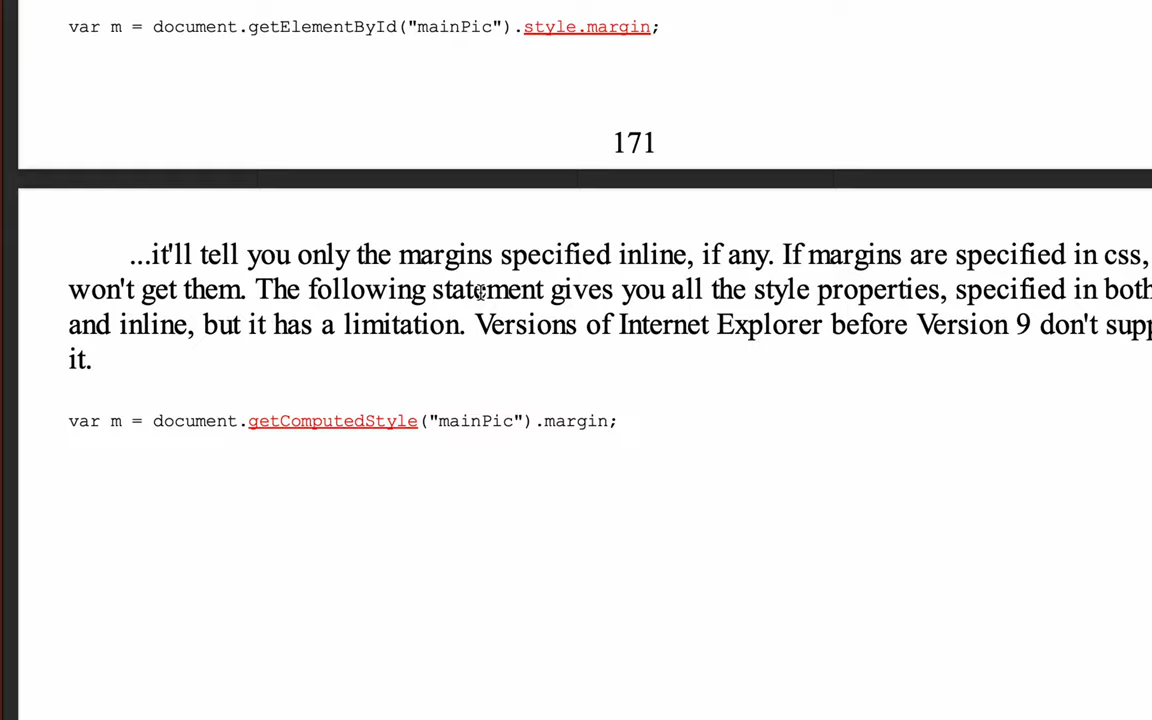 var m = document.getElementById("mainPic").style.margin;
171
...it'll tell you only the margins specified inline, if any. If margins are specified in css,
won't get them. The following statement gives you all the style properties, specified in both
and inline, but it has a limitation. Versions of Internet Explorer before Version 9 don't supp
it.
var m = document.getComputedStyle("mainPic").margin;